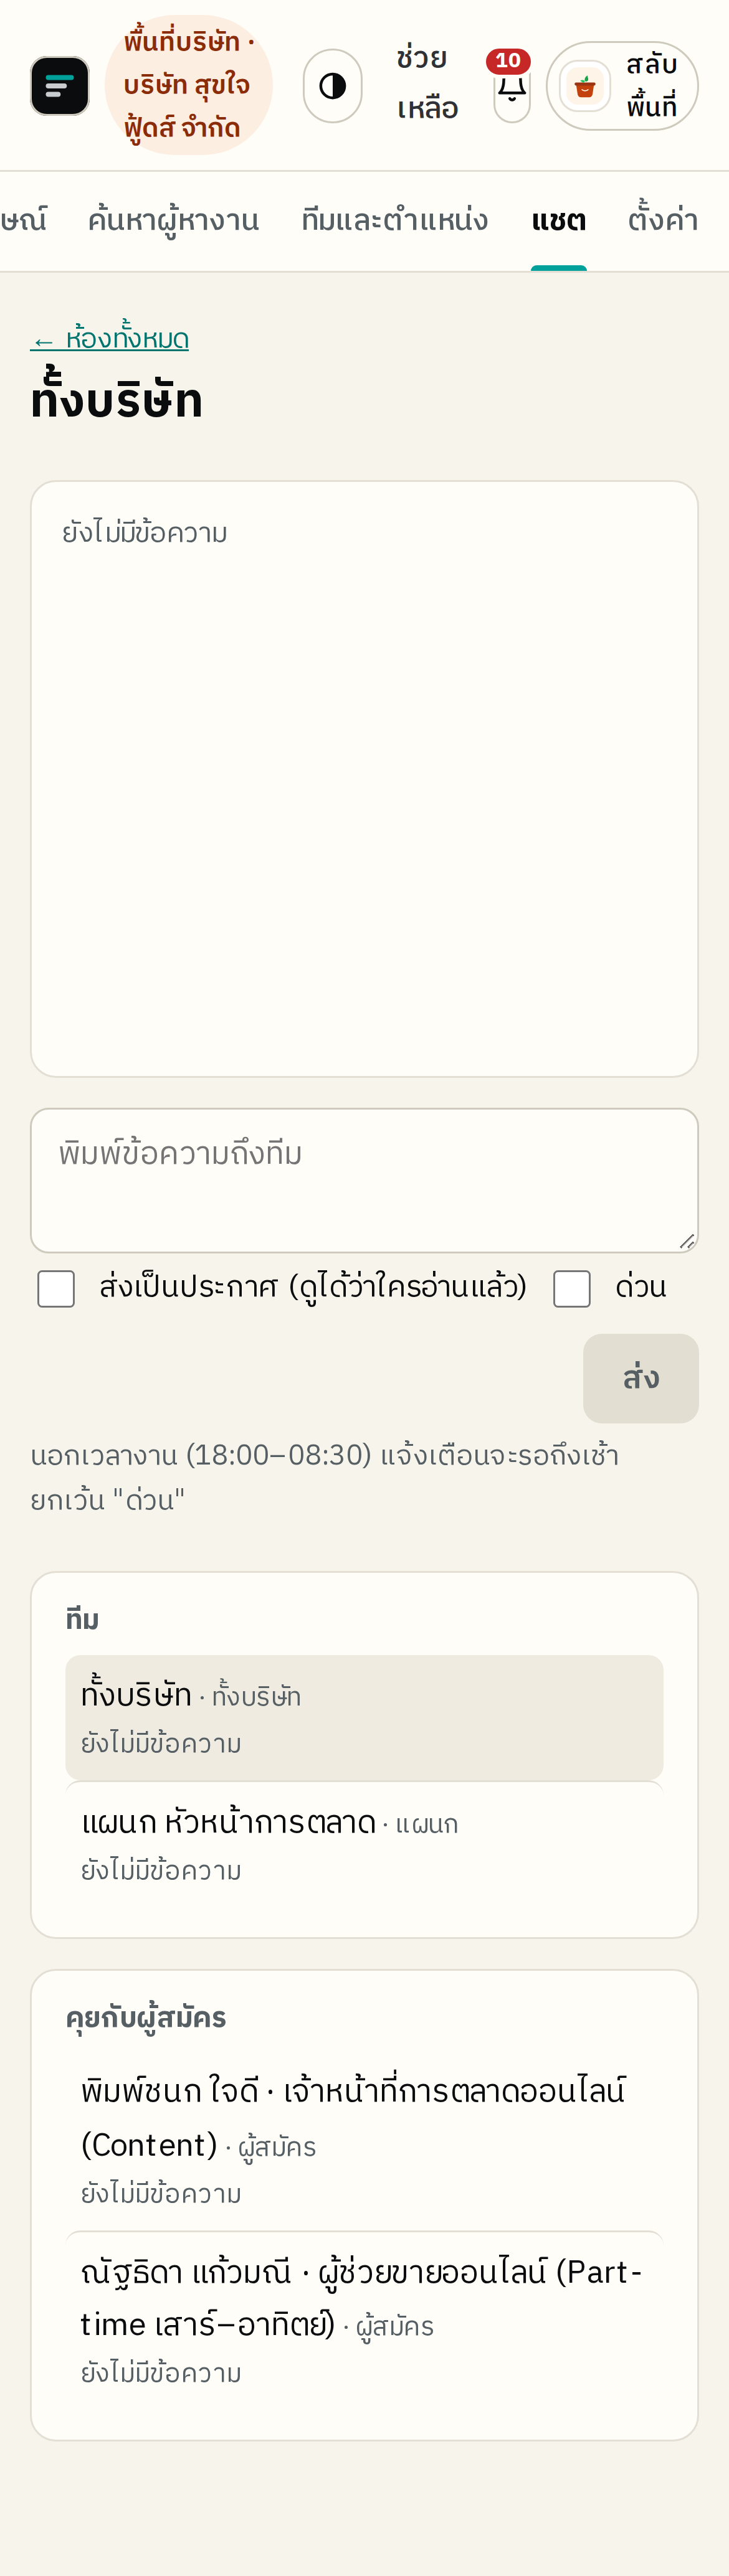 พื้นที่บริษัท ·
บริษัท สุขใจ
ฟู้ดส์ จำกัด
ช่วย
เหลือ
10
สลับ
พื้นที่
ษณ์ ค้นหาผู้หางาน ทีมและตำแหน่ง แชต ตั้งค่า
← ห้องทั้งหมด
ทั้งบริษัท
ยังไม่มีข้อความ
พิมพ์ข้อความถึงทีม
ส่งเป็นประกาศ (ดูได้ว่าใครอ่านแล้ว) ด่วน
ส่ง
นอกเวลางาน (18:00–08:30) แจ้งเตือนจะรอถึงเช้า
ยกเว้น "ด่วน"
ทีม
ทั้งบริษัท · ทั้งบริษัท
ยังไม่มีข้อความ
แผนก หัวหน้าการตลาด · แผนก
ยังไม่มีข้อความ
คุยกับผู้สมัคร
พิมพ์ชนก ใจดี · เจ้าหน้าที่การตลาดออนไลน์
(Content) · ผู้สมัคร
ยังไม่มีข้อความ
ณัฐธิดา แก้วมณี · ผู้ช่วยขายออนไลน์ (Part-
time เสาร์–อาทิตย์) · ผู้สมัคร
ยังไม่มีข้อความ